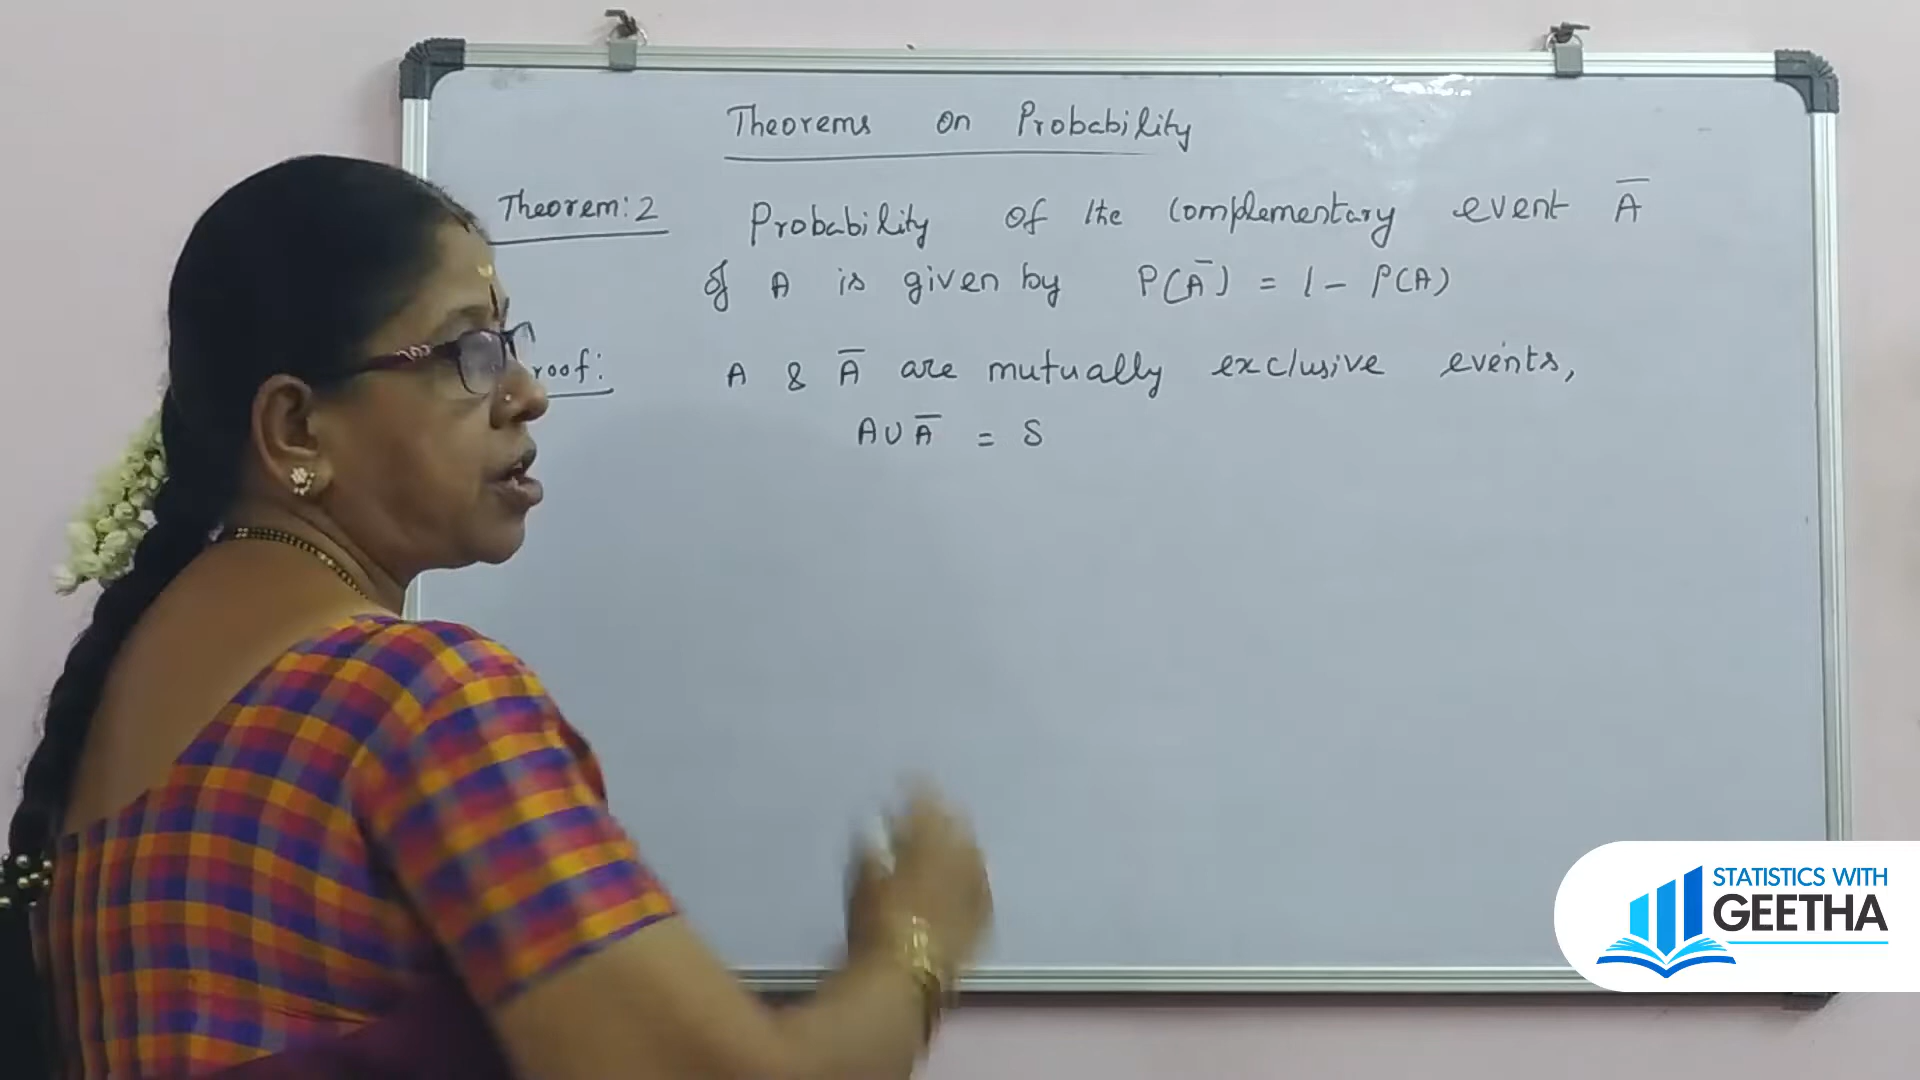 Theorems on Probability
Theorem: 2 Probability of the complementary event A̅
of A is given by P(A̅) = 1 - P(A)
roof: A & A̅ are mutually exclusive events,
A∪A̅ = S
STATISTICS WITH
GEETHA